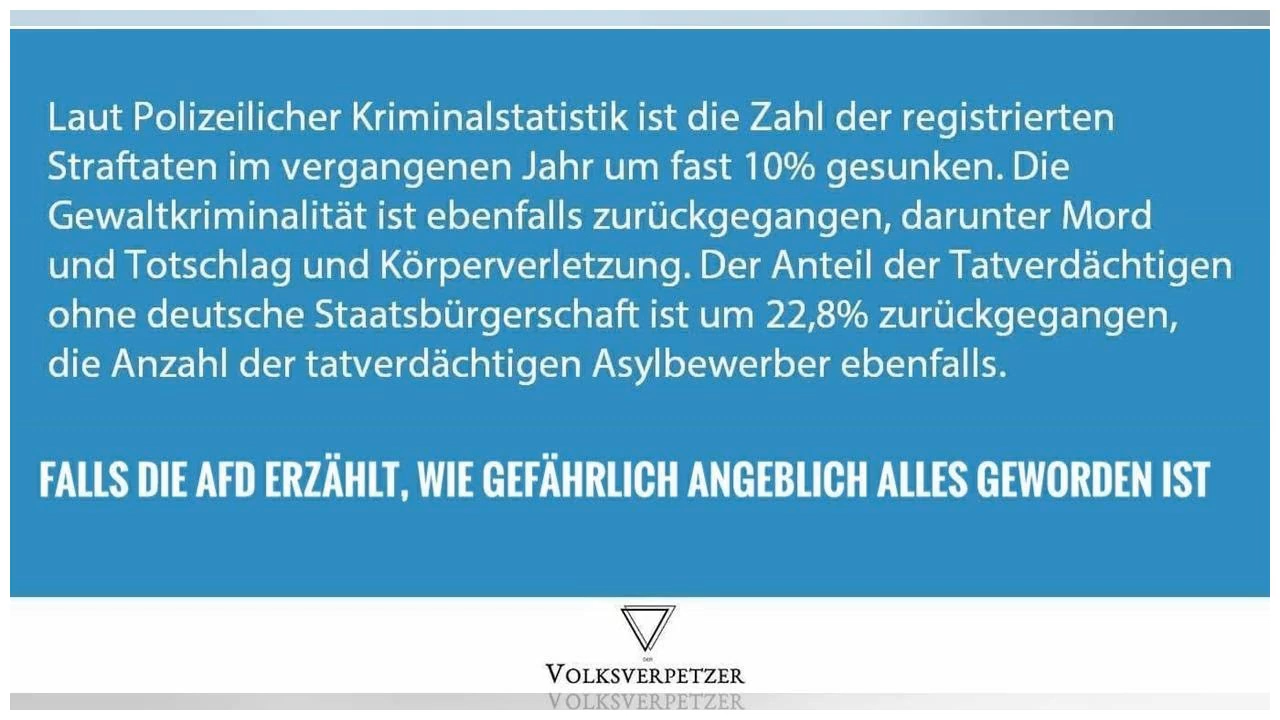 Laut Polizeilicher Kriminalstatistik ist die Zahl der registrierten
Straftaten im vergangenen Jahr um fast 10% gesunken. Die
Gewaltkriminalität ist ebenfalls zurückgegangen, darunter Mord
und Totschlag und Körperverletzung. Der Anteil der Tatverdächtigen
ohne deutsche Staatsbürgerschaft ist um 22,8% zurückgegangen,
die Anzahl der tatverdächtigen Asylbewerber ebenfalls.
FALLS DIE AFD ERZÄHLT, WIE GEFÄHRLICH ANGEBLICH ALLES GEWORDEN IST
DER
VOLKSVERPETZER
VOLKSVERPETZER